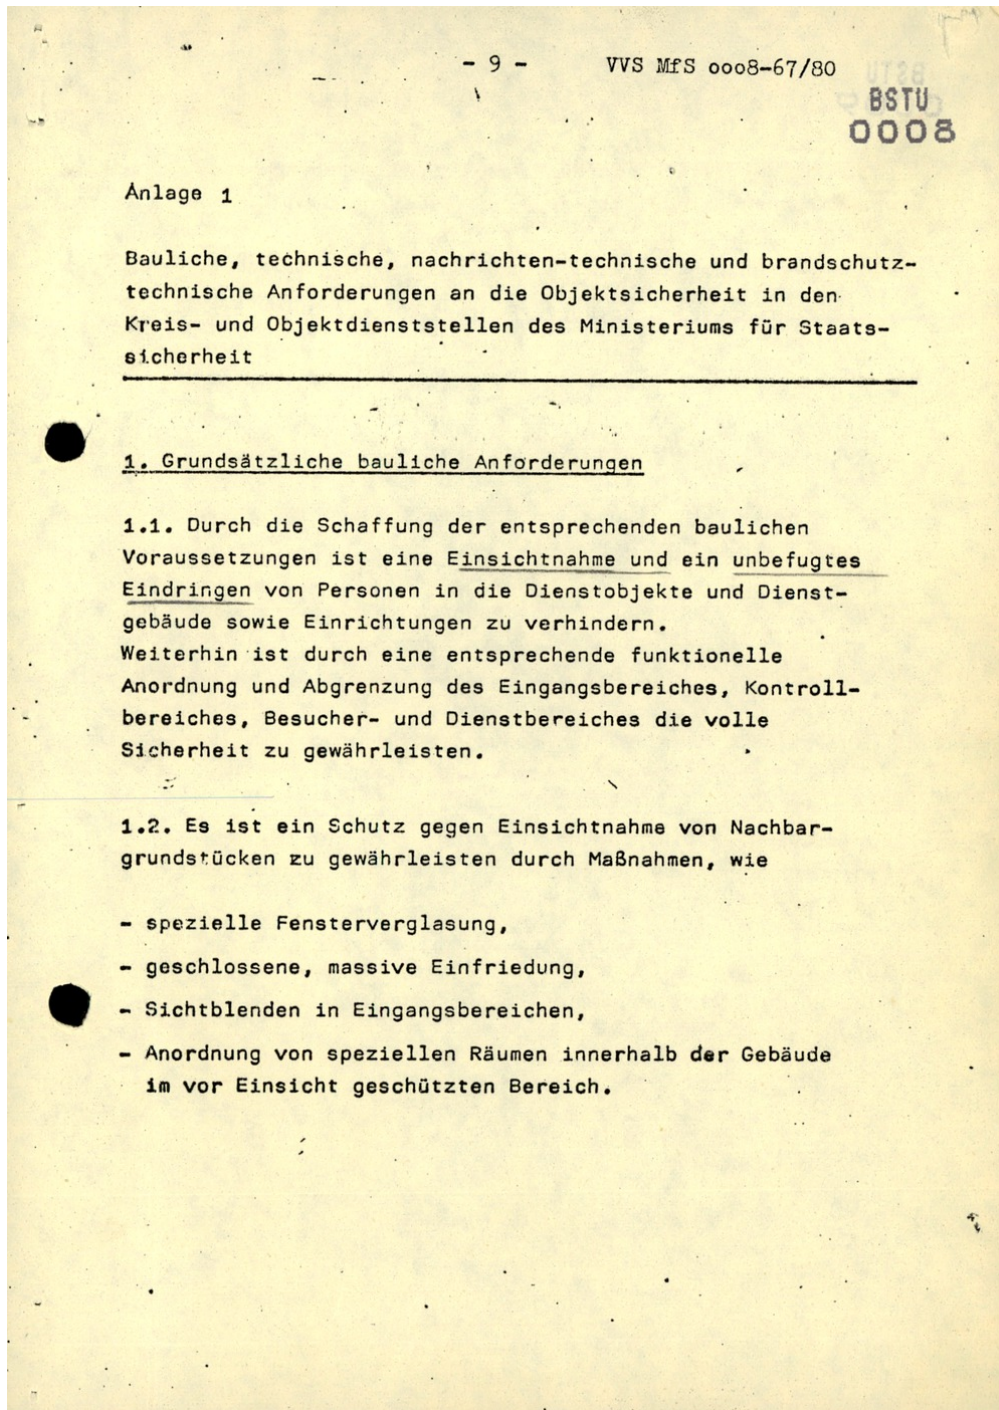 - 9 -
VVS MfS ooo8-67/80
BSTU
0008
Anlage 1
Bauliche, technische, nachrichten-technische und brandschutz-
technische Anforderungen an die Objektsicherheit in den
Kreis- und Objektdienststellen des Ministeriums für Staats-
sicherheit
1. Grundsätzliche bauliche Anforderungen
1.1. Durch die Schaffung der entsprechenden baulichen
Voraussetzungen ist eine Einsichtnahme und ein unbefugtes
Eindringen von Personen in die Dienstobjekte und Dienst-
gebäude sowie Einrichtungen zu verhindern.
Weiterhin ist durch eine entsprechende funktionelle
Anordnung und Abgrenzung des Eingangsbereiches, Kontroll-
bereiches, Besucher- und Dienstbereiches die volle
Sicherheit zu gewährleisten.
1.2. Es ist ein Schutz gegen Einsichtnahme von Nachbar-
grundstücken zu gewährleisten durch Maßnahmen, wie
- spezielle Fensterverglasung,
- geschlossene, massive Einfriedung,
- Sichtblenden in Eingangsbereichen,
- Anordnung von speziellen Räumen innerhalb der Gebäude
im vor Einsicht geschützten Bereich.